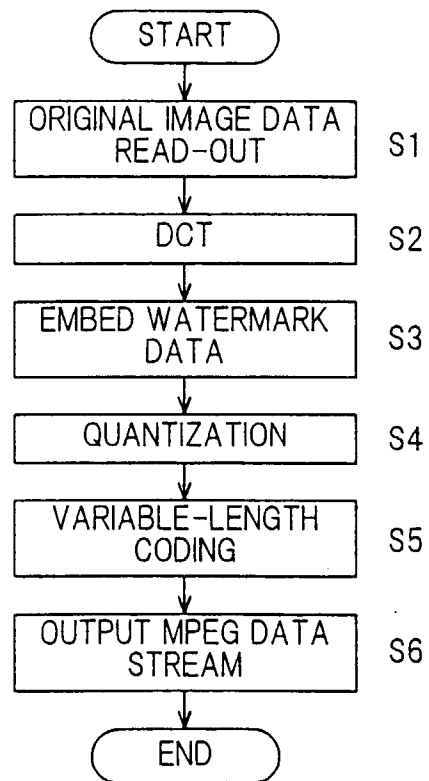 START
ORIGINAL IMAGE DATA
READ-OUT
S1
DCT
S2
EMBED WATERMARK
DATA
S3
QUANTIZATION
S4
VARIABLE-LENGTH
CODING
S5
OUTPUT MPEG DATA
STREAM
S6
END